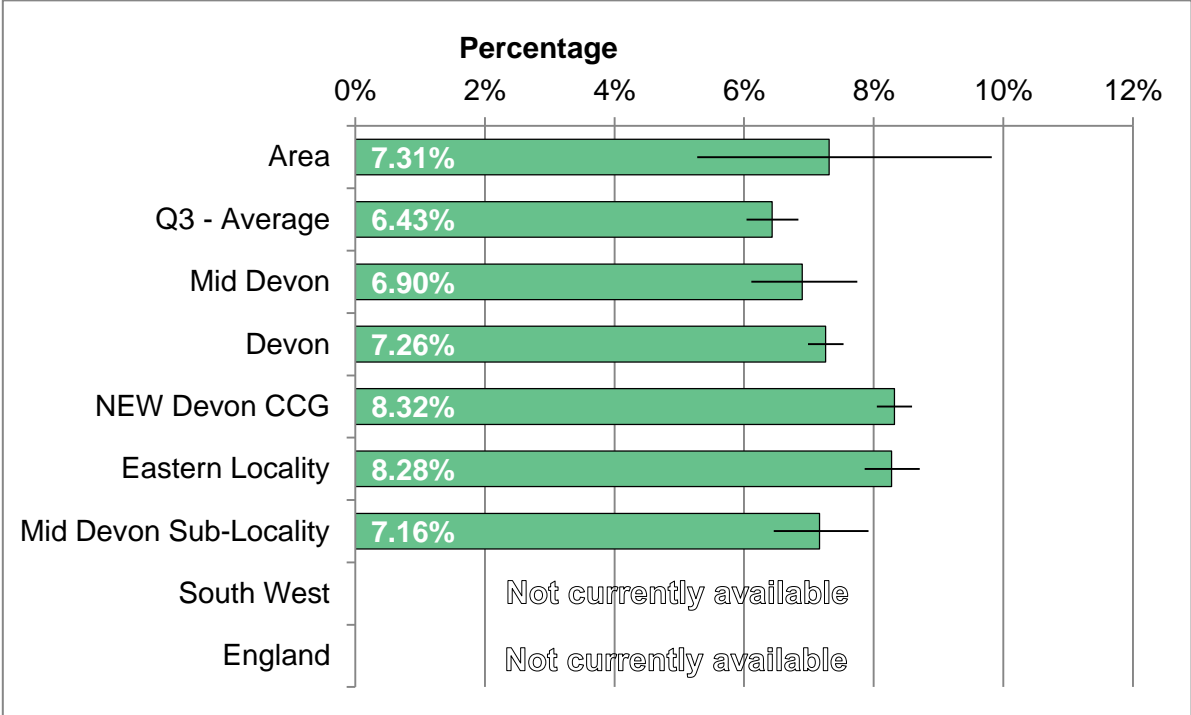 Percentage
0% 2% 4% 6% 8% 10% 12%
Area 7.31%
Q3 - Average 6.43%
Mid Devon 6.90%
Devon 7.26%
NEW Devon CCG 8.32%
Eastern Locality 8.28%
Mid Devon Sub-Locality 7.16%
South West Not currently available
England Not currently available